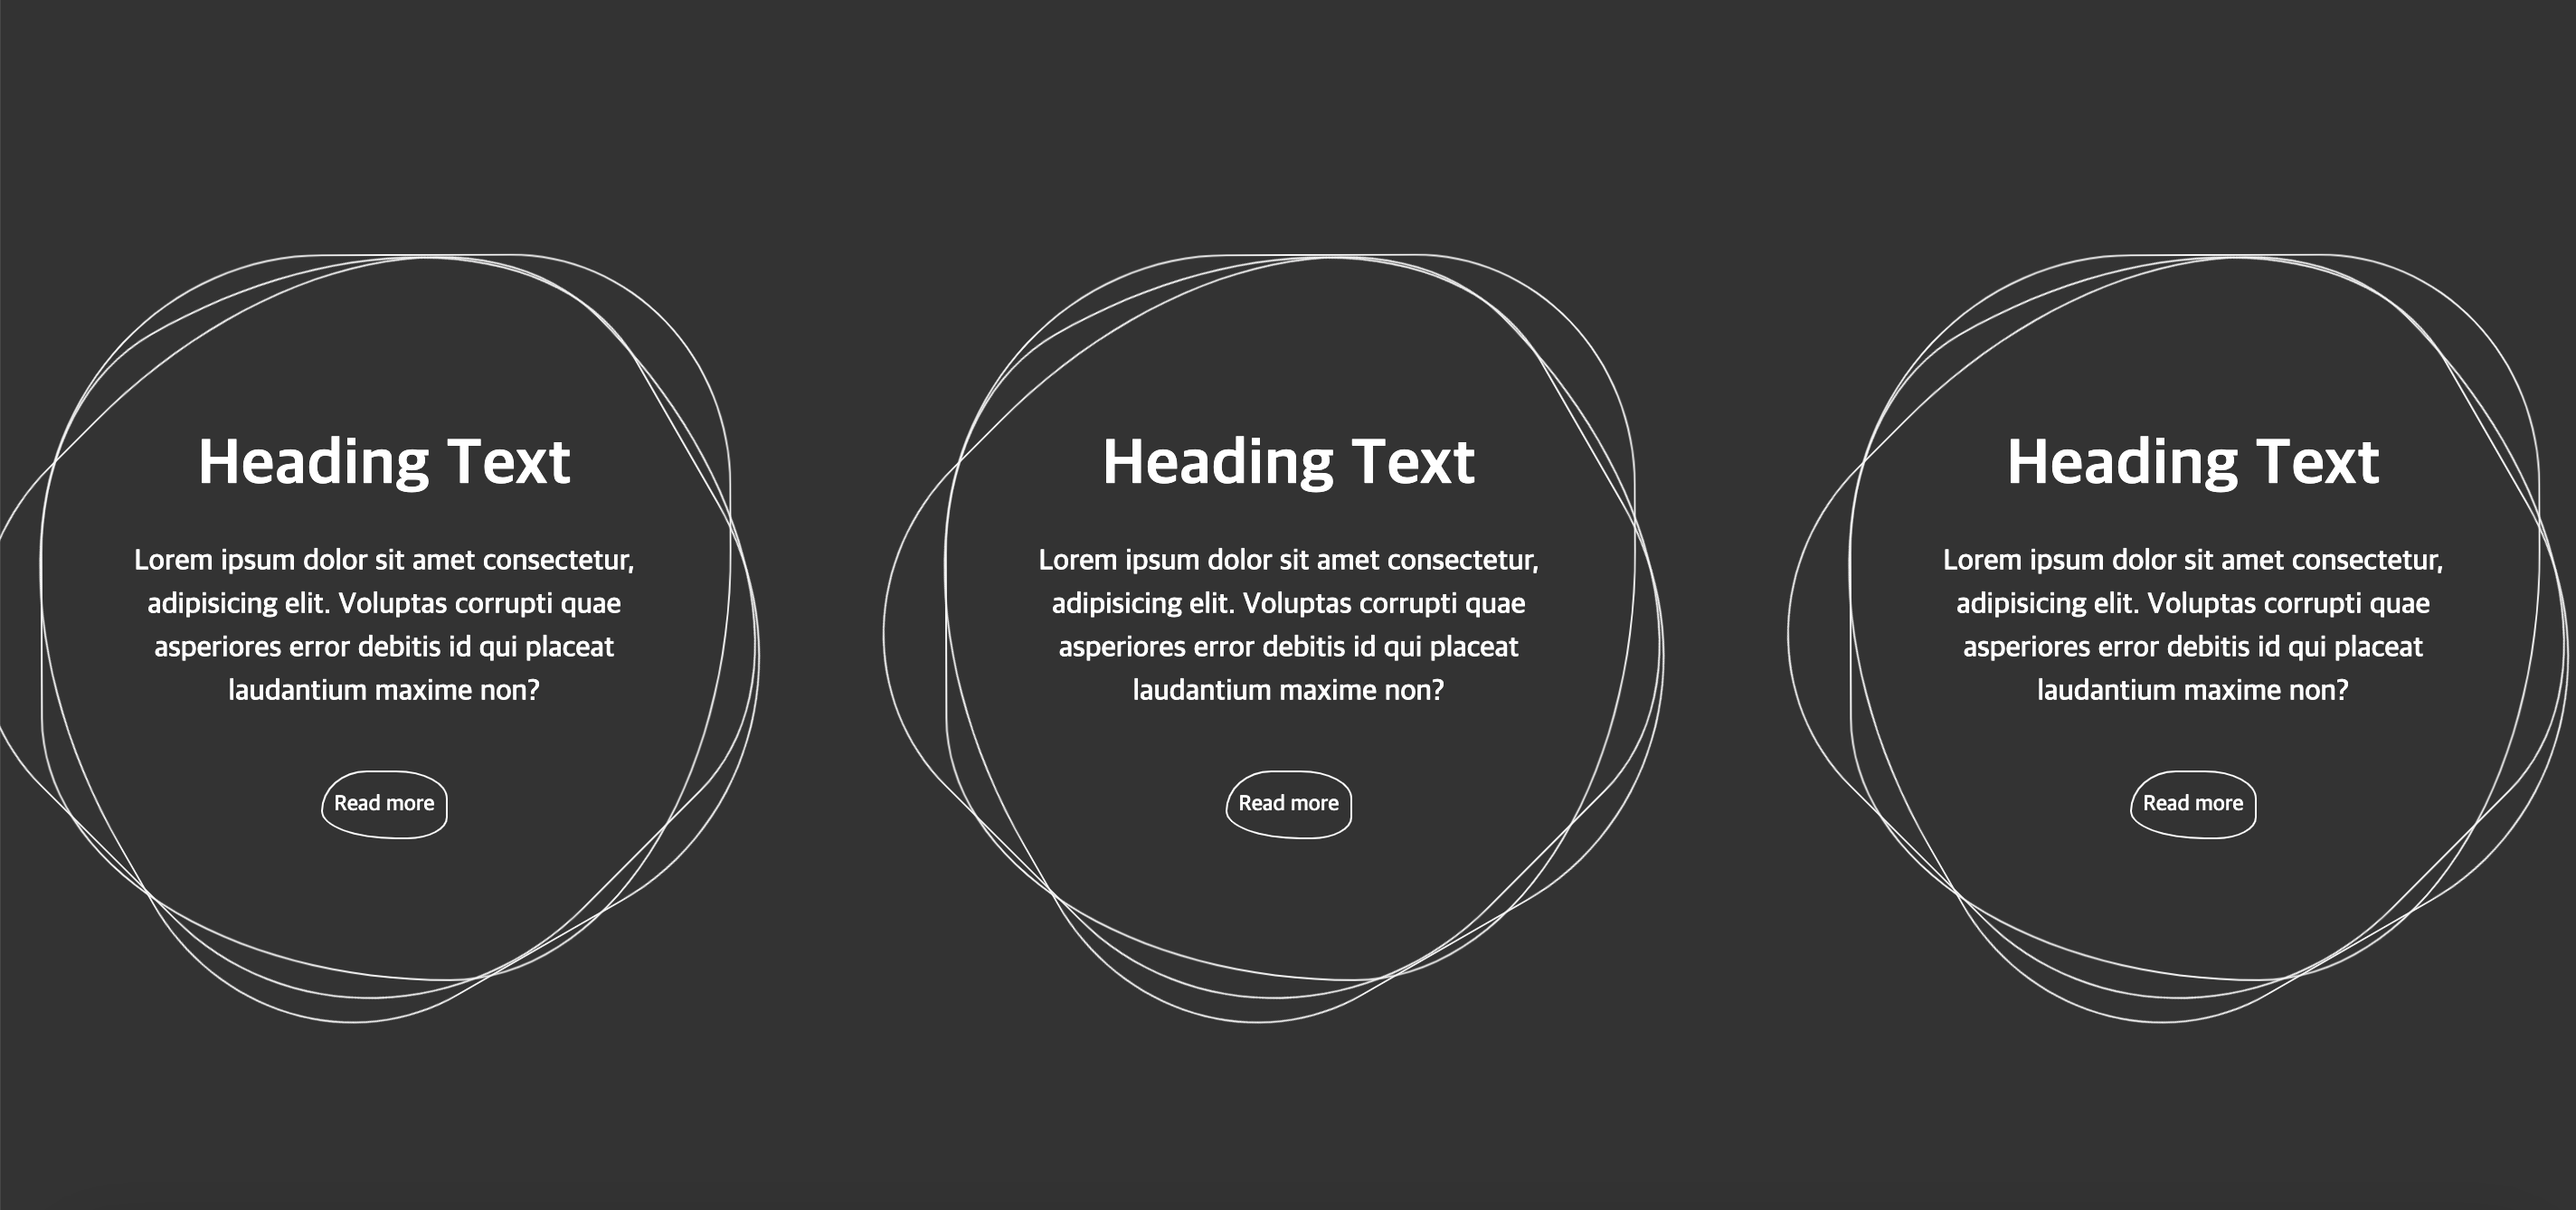 Heading Text
Lorem ipsum dolor sit amet consectetur,
adipisicing elit. Voluptas corrupti quae
asperiores error debitis id qui placeat
laudantium maxime non?
Read more
Heading Text
Lorem ipsum dolor sit amet consectetur,
adipisicing elit. Voluptas corrupti quae
asperiores error debitis id qui placeat
laudantium maxime non?
Read more
Heading Text
Lorem ipsum dolor sit amet consectetur,
adipisicing elit. Voluptas corrupti quae
asperiores error debitis id qui placeat
laudantium maxime non?
Read more